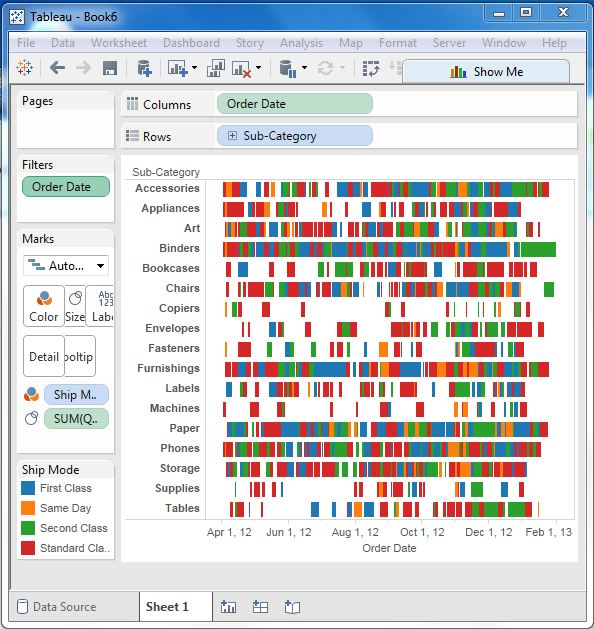 Tableau - Book6
File Data Worksheet Dashboard Story Analysis Map Format Server Window Help
Show Me
Pages
Columns
Order Date
Rows
Sub-Category
Filters
Order Date
Marks
Auto...
Color
Size
Labe
Detail
ooltip
Ship M..
SUM(Q..
Ship Mode
First Class
Same Day
Second Class
Standard Cla..
Sub-Category
Accessories
Appliances
Art
Binders
Bookcases
Chairs
Copiers
Envelopes
Fasteners
Furnishings
Labels
Machines
Paper
Phones
Storage
Supplies
Tables
Apr 1, 12 Jun 1, 12 Aug 1, 12 Oct 1, 12 Dec 1, 12 Feb 1, 13
Order Date
Data Source
Sheet 1